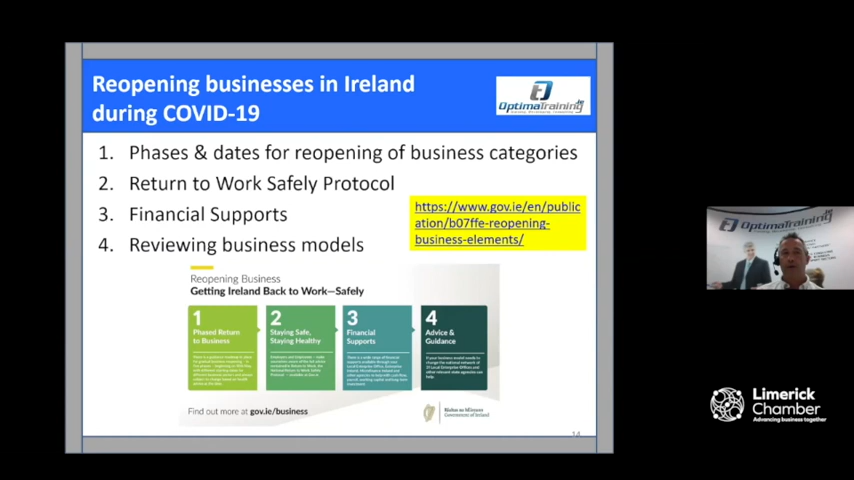 Reopening businesses in Ireland
during COVID-19
OptimaTraining
1. Phases & dates for reopening of business categories
2. Return to Work Safely Protocol
3. Financial Supports
4. Reviewing business models
https://www.gov.ie/en/public
ation/b07ffe-reopening-
business-elements/
Reopening Business
Getting Ireland Back to Work—Safely
1
Phased Return
to Business
2
Staying Safe,
Staying Healthy
3
Financial
Supports
4
Advice &
Guidance
Find out more at gov.ie/business
Rialtas na hÉireann
Government of Ireland
14
OptimaTraining
Limerick
Chamber
Advancing business together